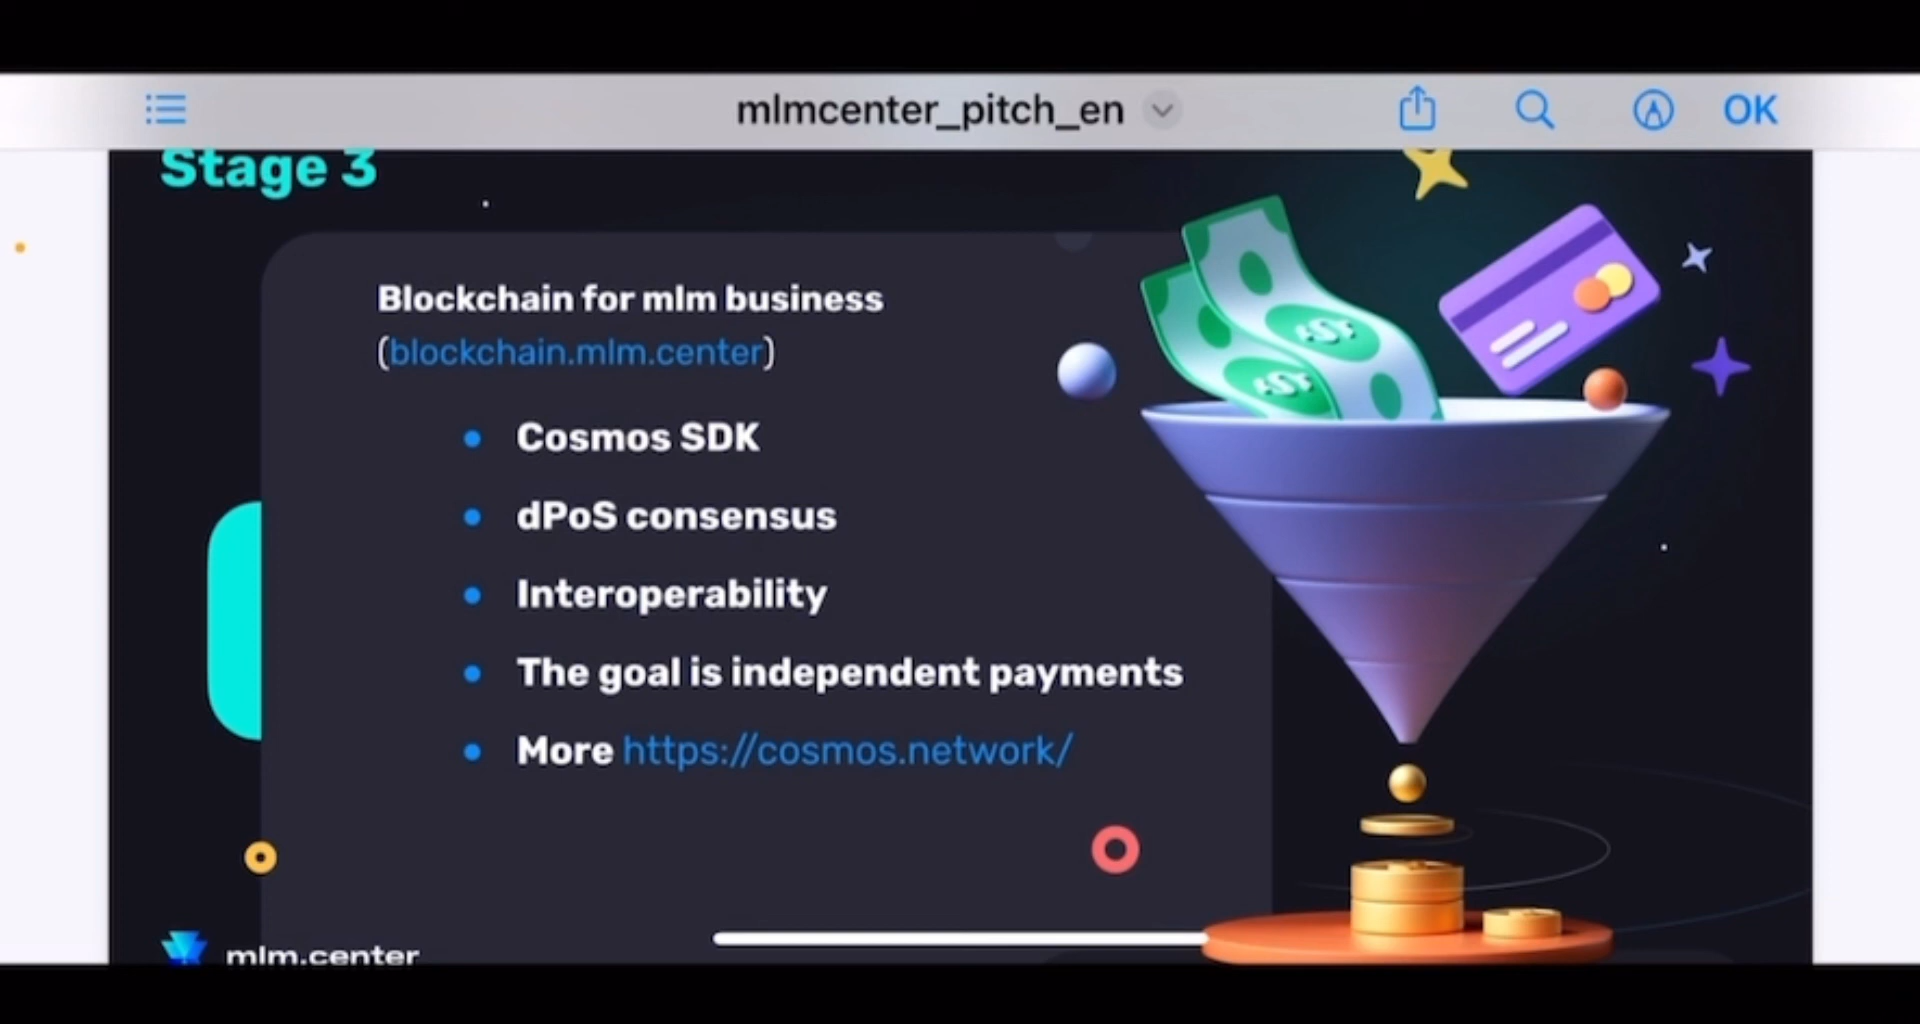 mlmcenter_pitch_en
OK
Stage 3
Blockchain for mlm business
(blockchain.mlm.center)
Cosmos SDK
dPoS consensus
Interoperability
The goal is independent payments
More https://cosmos.network/
mlm.center